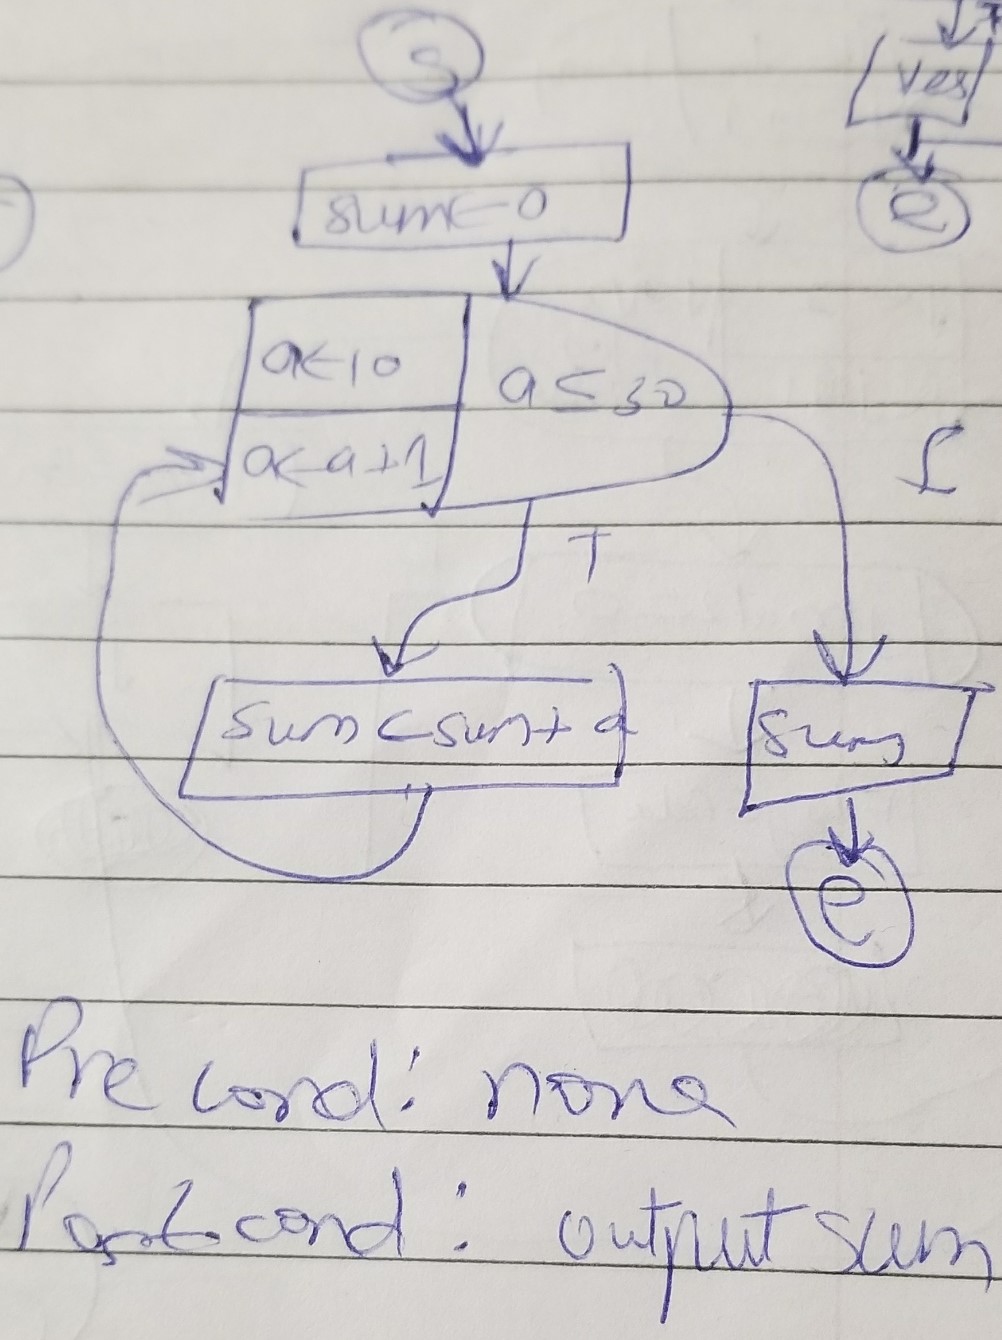 S
Yes
e
sum←0
a←10
a≤30
a←a+1
T
sum←sum+a
sum
e
Pre cond: none
Post cond: output sum